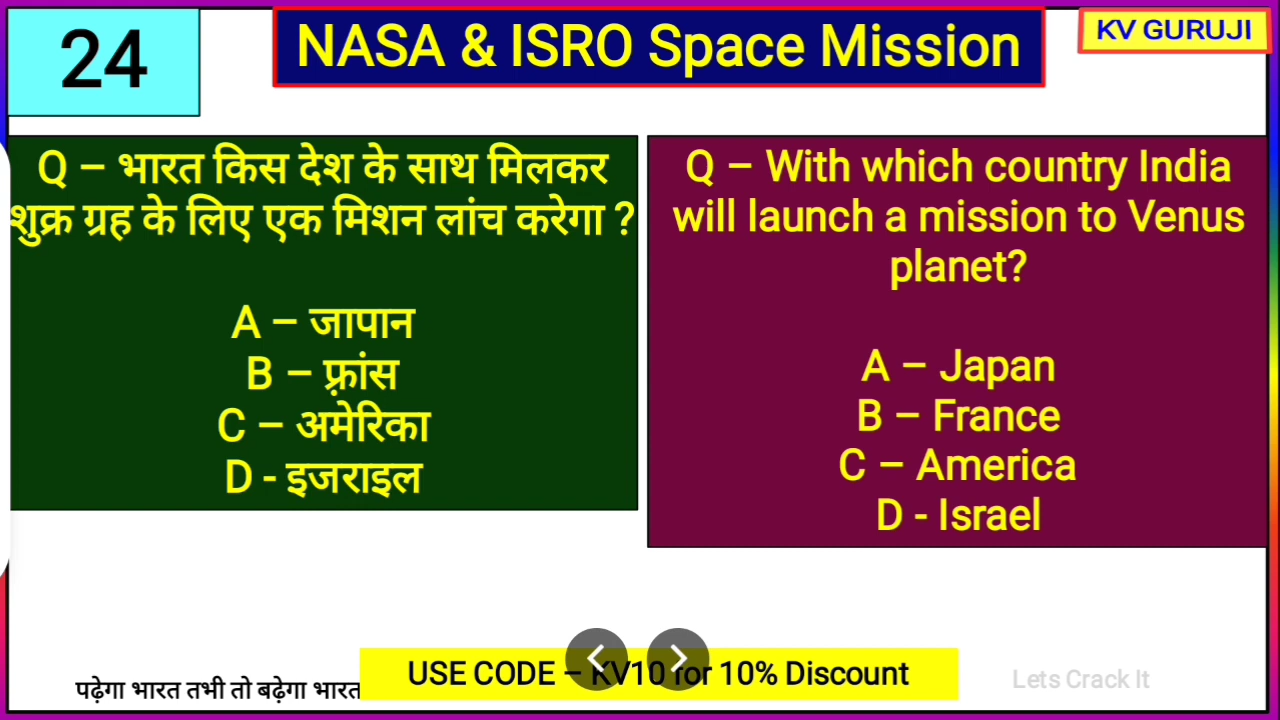 24
NASA & ISRO Space Mission
KV GURUJI
Q – भारत किस देश के साथ मिलकर
शुक्र ग्रह के लिए एक मिशन लांच करेगा ?
A – जापान
B – फ़्रांस
C – अमेरिका
D - इजराइल
Q – With which country India
will launch a mission to Venus
planet?
A – Japan
B – France
C – America
D - Israel
पढ़ेगा भारत तभी तो बढ़ेगा भारत
USE CODE – KV10 for 10% Discount
Lets Crack It